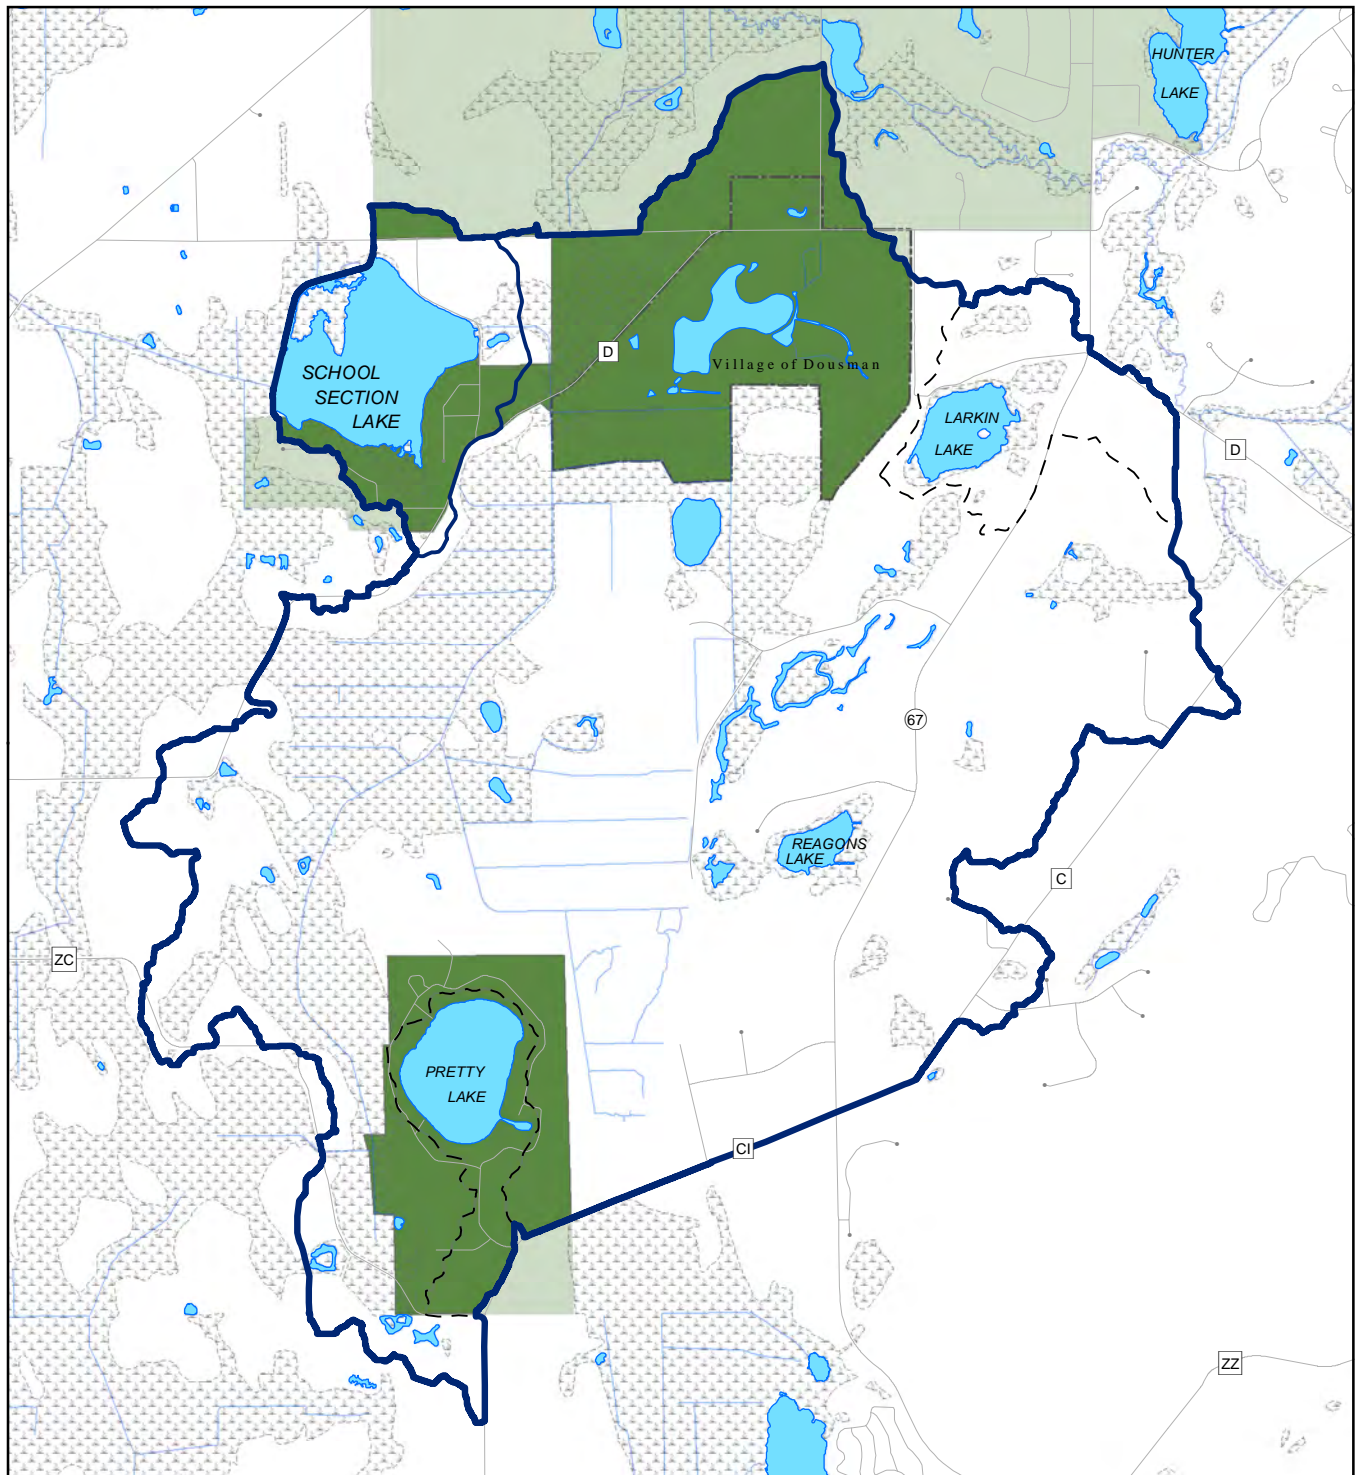 HUNTER
LAKE
SCHOOL
SECTION
LAKE
D
Village of Dousman
LARKIN
LAKE
D
67
REAGONS
LAKE
C
ZC
PRETTY
LAKE
CI
ZZ